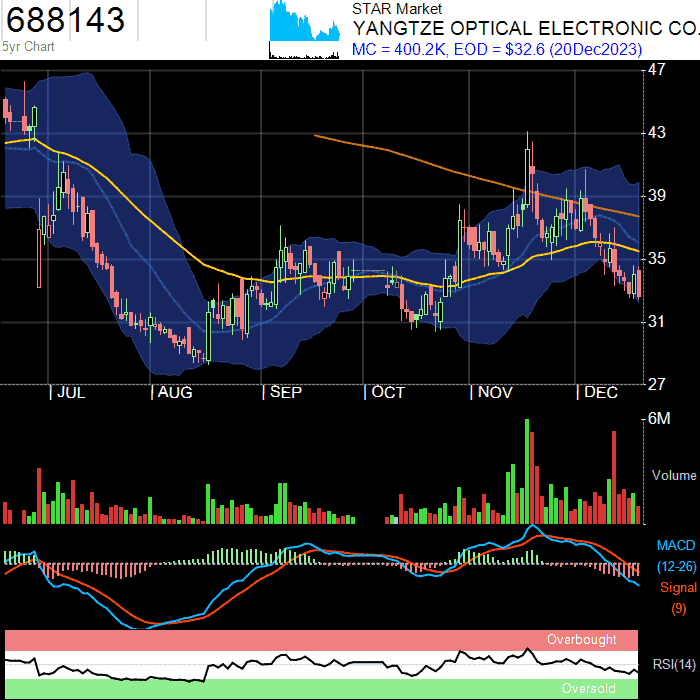 688143
STAR Market
YANGTZE OPTICAL ELECTRONIC CO.
5yr Chart
MC = 400.2K, EOD = $32.6 (20Dec2023)
47
43
39
35
31
27
| JUL
| AUG
| SEP
| OCT
| NOV
| DEC
6M
Volume
MACD
(12-26)
Signal
(9)
Overbought
RSI(14)
Oversold